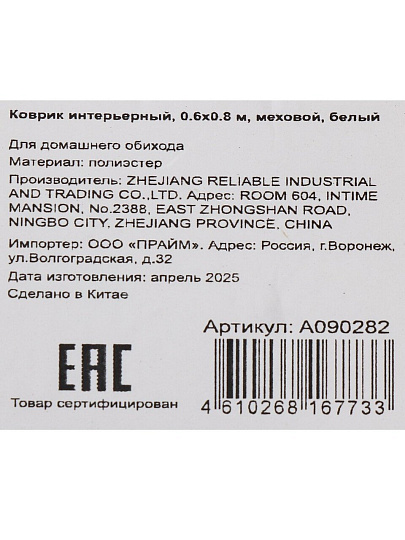 Коврик интерьерный, 0.6х0.8 м, меховой, белый
Для домашнего обихода
Материал: полиэстер
Производитель: ZHEJIANG RELIABLE INDUSTRIAL
AND TRADING CO.,LTD. Адрес: ROOM 604, INTIME
MANSION, No.2388, EAST ZHONGSHAN ROAD,
NINGBO CITY, ZHEJIANG PROVINCE, CHINA
Импортер: ООО «ПРАЙМ». Адрес: Россия, г.Воронеж,
ул.Волгоградская, д.32
Дата изготовления: апрель 2025
Сделано в Китае
Артикул: А090282
EAC
Товар сертифицирован
4 610268 167733